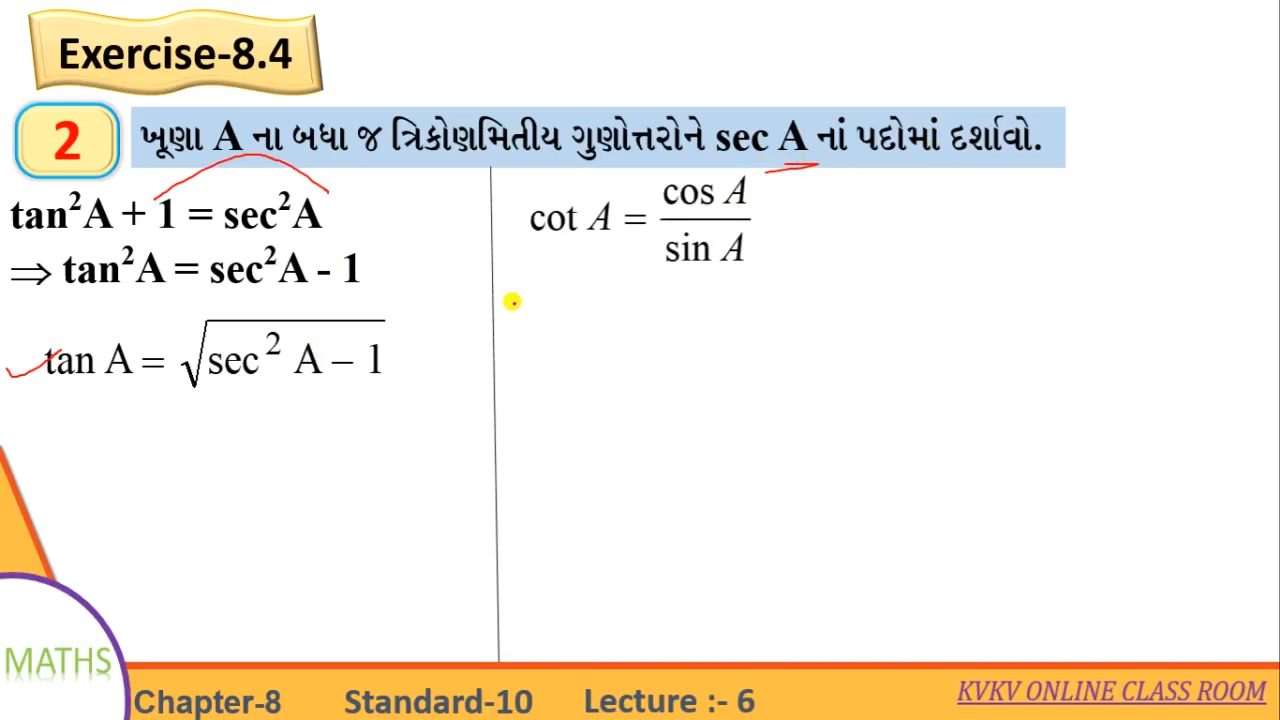 Exercise-8.4
2
ખૂણા A ના બધા જ ત્રિકોણમિતીય ગુણોત્તરોને sec A નાં પદોમાં દર્શાવો.
tan²A + 1 = sec²A
⇒ tan²A = sec²A - 1
tan A = √(sec² A − 1)
cot A = cos A / sin A
MATHS
Chapter-8 Standard-10 Lecture :- 6
KVKV ONLINE CLASS ROOM